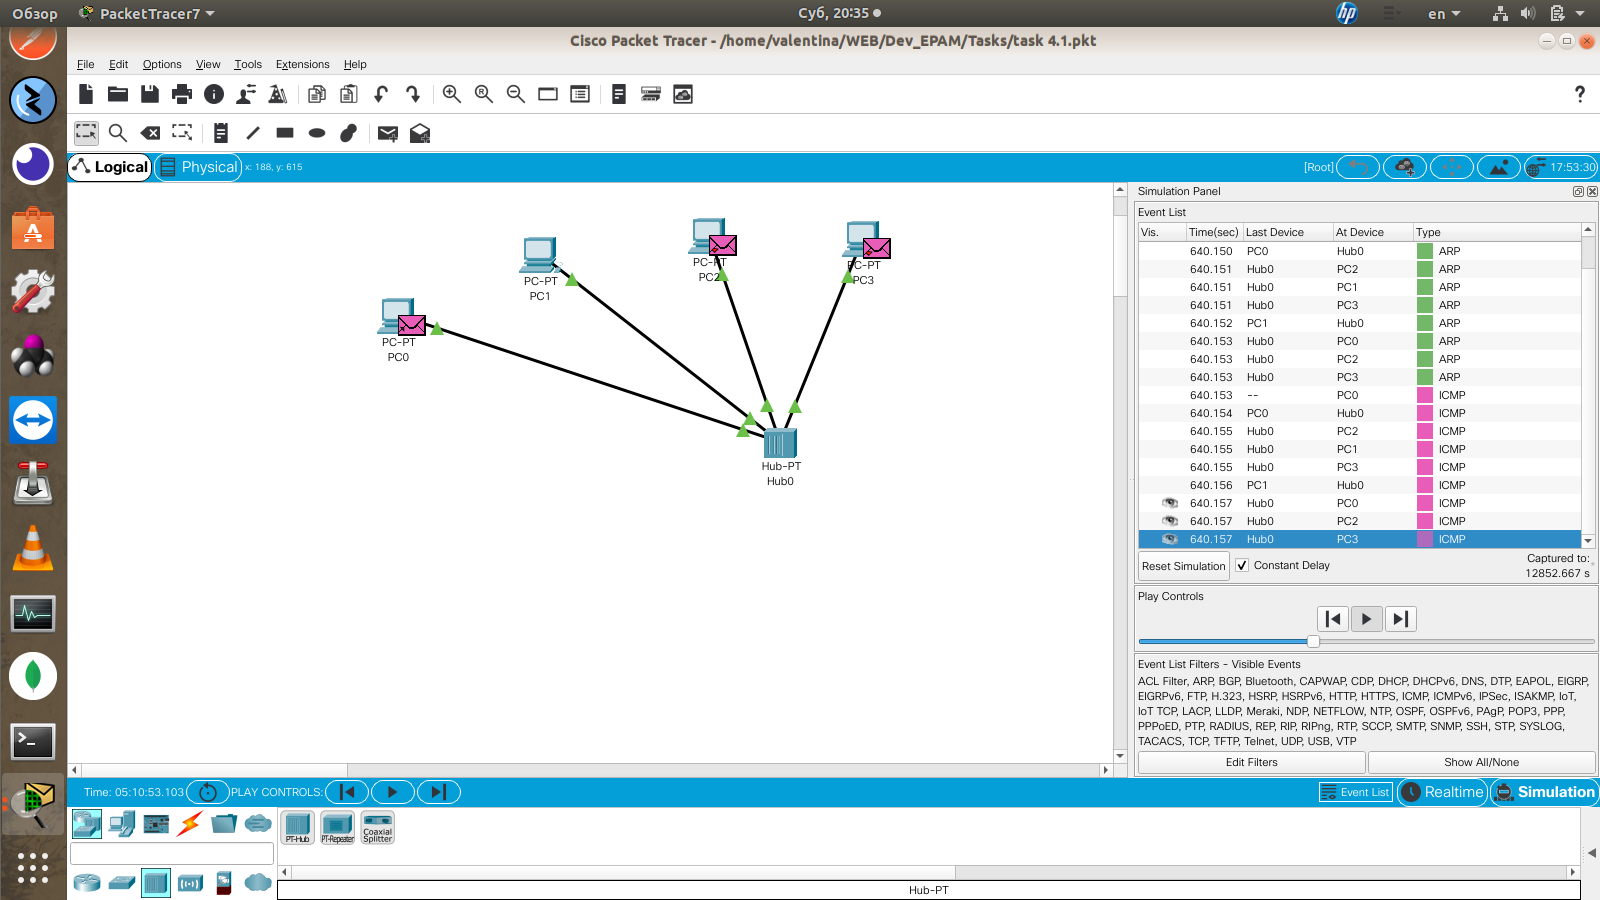 Обзор PacketTracer7 Суб, 20:35 en
Cisco Packet Tracer - /home/valentina/WEB/Dev_EPAM/Tasks/task 4.1.pkt
File Edit Options View Tools Extensions Help
Logical Physical x: 188, y: 615 [Root] 17:53:30
Simulation Panel
Event List
Vis. Time(sec) Last Device At Device Type
640.150 PC0 Hub0 ARP
640.151 Hub0 PC2 ARP
640.151 Hub0 PC1 ARP
640.151 Hub0 PC3 ARP
640.152 PC1 Hub0 ARP
640.153 Hub0 PC0 ARP
640.153 Hub0 PC2 ARP
640.153 Hub0 PC3 ARP
640.153 -- PC0 ICMP
640.154 PC0 Hub0 ICMP
640.155 Hub0 PC2 ICMP
640.155 Hub0 PC1 ICMP
640.155 Hub0 PC3 ICMP
640.156 PC1 Hub0 ICMP
640.157 Hub0 PC0 ICMP
640.157 Hub0 PC2 ICMP
640.157 Hub0 PC3 ICMP
PC-PT
PC0
PC-PT
PC1
PC-PT
PC2
PC-PT
PC3
Hub-PT
Hub0
Reset Simulation Constant Delay Captured to:
12852.667 s
Play Controls
Event List Filters - Visible Events
ACL Filter, ARP, BGP, Bluetooth, CAPWAP, CDP, DHCP, DHCPv6, DNS, DTP, EAPOL, EIGRP,
EIGRPv6, FTP, H.323, HSRP, HSRPv6, HTTP, HTTPS, ICMP, ICMPv6, IPSec, ISAKMP, IoT,
IoT TCP, LACP, LLDP, Meraki, NDP, NETFLOW, NTP, OSPF, OSPFv6, PAgP, POP3, PPP,
PPPoED, PTP, RADIUS, REP, RIP, RIPng, RTP, SCCP, SMTP, SNMP, SSH, STP, SYSLOG,
TACACS, TCP, TFTP, Telnet, UDP, USB, VTP
Edit Filters Show All/None
Time: 05:10:53.103 PLAY CONTROLS: Event List Realtime Simulation
PT-Hub PT-Repeater Coaxial
Splitter
Hub-PT